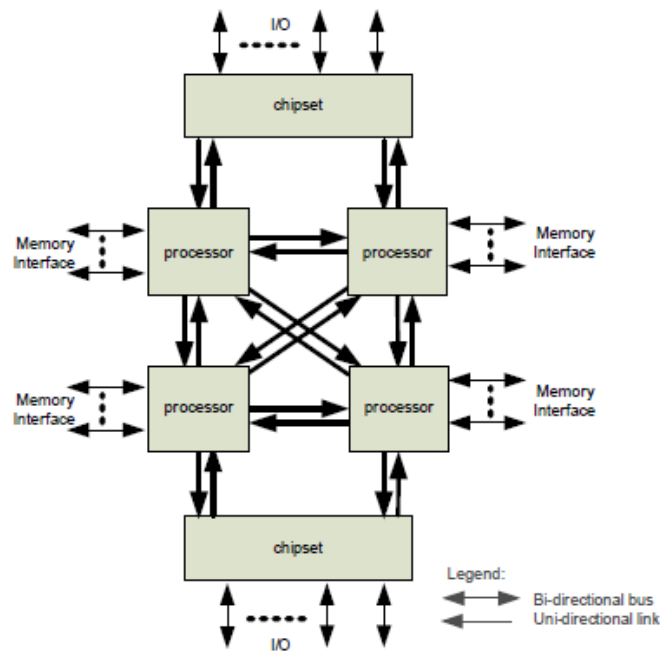 I/O
chipset
Memory
Interface
processor
processor
Memory
Interface
Memory
Interface
processor
processor
Memory
Interface
chipset
Legend:
Bi-directional bus
Uni-directional link
I/O